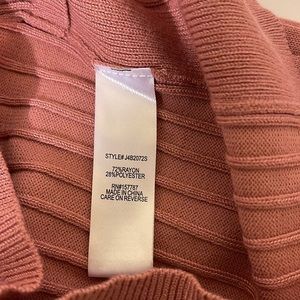 STYLE# J4B2072S
72%RAYON
28%POLYESTER
RN#157787
MADE IN CHINA
CARE ON REVERSE